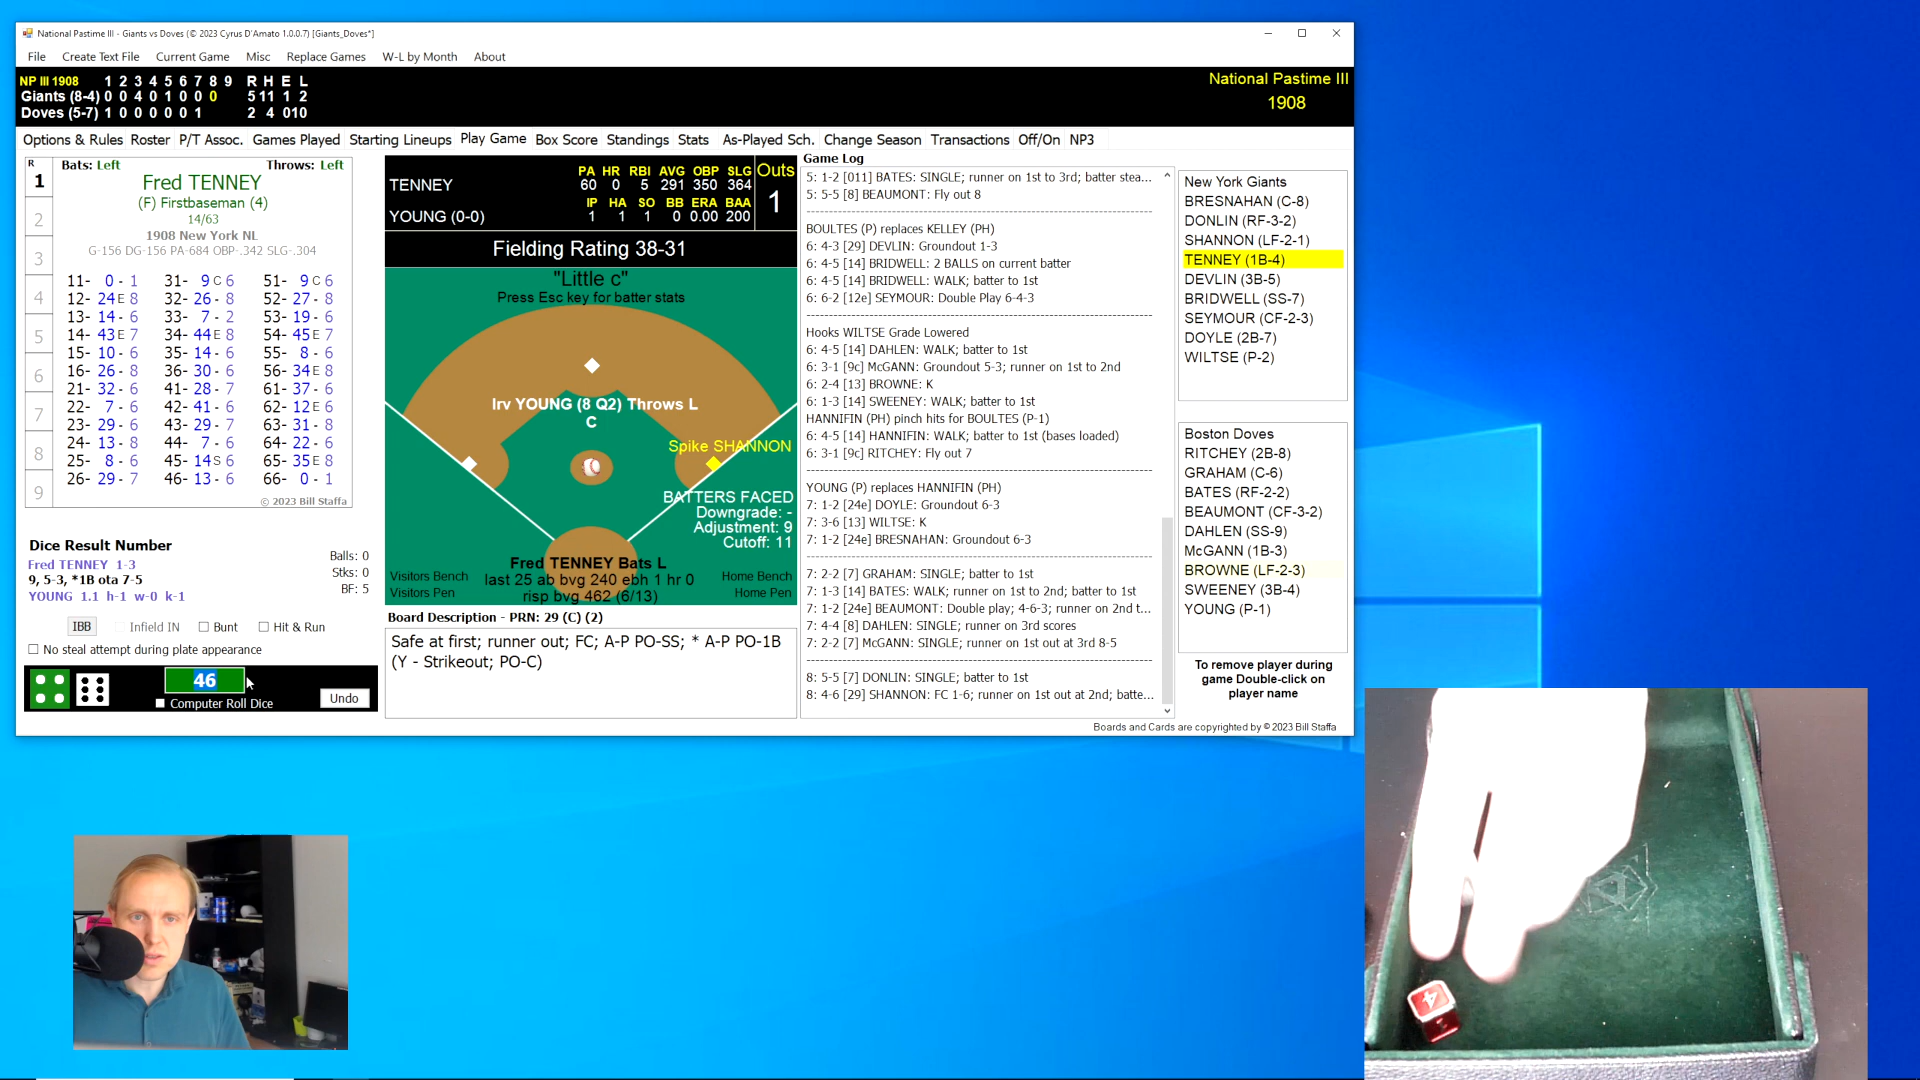 National Pastime III - Giants vs Doves (© 2023 Cyrus D'Amato 1.0.0.7) [Giants_Doves*]
File Create Text File Current Game Misc Replace Games W-L by Month About
NP III 1908 1 2 3 4 5 6 7 8 9 R H E L
Giants (8-4) 0 0 4 0 1 0 0 0 5 11 1 2
Doves (5-7) 1 0 0 0 0 0 1 2 4 0 10
National Pastime III
1908
Options & Rules Roster P/T Assoc. Games Played Starting Lineups Play Game Box Score Standings Stats As-Played Sch. Change Season Transactions Off/On NP3
R
1
2
3
4
5
6
7
8
9
Bats: Left Throws: Left
Fred TENNEY
(F) Firstbaseman (4)
14/63
1908 New York NL
G-156 DG-156 PA-684 OBP-.342 SLG-.304
11- 0 - 1 31- 9 C 6 51- 9 C 6
12- 24 E 8 32- 26 - 8 52- 27 - 8
13- 14 - 6 33- 7 - 2 53- 19 - 6
14- 43 E 7 34- 44 E 8 54- 45 E 7
15- 10 - 6 35- 14 - 6 55- 8 - 6
16- 26 - 8 36- 30 - 6 56- 34 E 8
21- 32 - 6 41- 28 - 7 61- 37 - 6
22- 7 - 6 42- 41 - 6 62- 12 E 6
23- 29 - 6 43- 29 - 7 63- 31 - 8
24- 13 - 8 44- 7 - 6 64- 22 - 6
25- 8 - 6 45- 14 S 6 65- 35 E 8
26- 29 - 7 46- 13 - 6 66- 0 - 1
© 2023 Bill Staffa
Dice Result Number
Fred TENNEY 1-3
9, 5-3, *1B ota 7-5
YOUNG 1.1 h-1 w-0 k-1
Balls: 0
Stks: 0
BF: 5
IBB Infield IN Bunt Hit & Run
No steal attempt during plate appearance
46
Computer Roll Dice
Undo
PA HR RBI AVG OBP SLG
TENNEY 60 0 5 291 350 364
IP HA SO BB ERA BAA
YOUNG (0-0) 1 1 1 0 0.00 200
Outs
1
Fielding Rating 38-31
"Little c"
Press Esc key for batter stats
Irv YOUNG (8 Q2) Throws L
C
Spike SHANNON
BATTERS FACED
Downgrade: -
Adjustment: 9
Cutoff: 11
Fred TENNEY Bats L
last 25 ab bvg 240 ebh 1 hr 0
risp bvg 462 (6/13)
Visitors Bench
Visitors Pen
Home Bench
Home Pen
Board Description - PRN: 29 (C) (2)
Safe at first; runner out; FC; A-P PO-SS; * A-P PO-1B
(Y - Strikeout; PO-C)
Game Log
5: 1-2 [011] BATES: SINGLE; runner on 1st to 3rd; batter stea...
5: 5-5 [8] BEAUMONT: Fly out 8
BOULTES (P) replaces KELLEY (PH)
6: 4-3 [29] DEVLIN: Groundout 1-3
6: 4-5 [14] BRIDWELL: 2 BALLS on current batter
6: 4-5 [14] BRIDWELL: WALK; batter to 1st
6: 6-2 [12e] SEYMOUR: Double Play 6-4-3
Hooks WILTSE Grade Lowered
6: 4-5 [14] DAHLEN: WALK; batter to 1st
6: 3-1 [9c] McGANN: Groundout 5-3; runner on 1st to 2nd
6: 2-4 [13] BROWNE: K
6: 1-3 [14] SWEENEY: WALK; batter to 1st
HANNIFIN (PH) pinch hits for BOULTES (P-1)
6: 4-5 [14] HANNIFIN: WALK; batter to 1st (bases loaded)
6: 3-1 [9c] RITCHEY: Fly out 7
YOUNG (P) replaces HANNIFIN (PH)
7: 1-2 [24e] DOYLE: Groundout 6-3
7: 3-6 [13] WILTSE: K
7: 1-2 [24e] BRESNAHAN: Groundout 6-3
7: 2-2 [7] GRAHAM: SINGLE; batter to 1st
7: 1-3 [14] BATES: WALK; runner on 1st to 2nd; batter to 1st
7: 1-2 [24e] BEAUMONT: Double play; 4-6-3; runner on 2nd t...
7: 4-4 [8] DAHLEN: SINGLE; runner on 3rd scores
7: 2-2 [7] McGANN: SINGLE; runner on 1st out at 3rd 8-5
8: 5-5 [7] DONLIN: SINGLE; batter to 1st
8: 4-6 [29] SHANNON: FC 1-6; runner on 1st out at 2nd; batte...
New York Giants
BRESNAHAN (C-8)
DONLIN (RF-3-2)
SHANNON (LF-2-1)
TENNEY (1B-4)
DEVLIN (3B-5)
BRIDWELL (SS-7)
SEYMOUR (CF-2-3)
DOYLE (2B-7)
WILTSE (P-2)
Boston Doves
RITCHEY (2B-8)
GRAHAM (C-6)
BATES (RF-2-2)
BEAUMONT (CF-3-2)
DAHLEN (SS-9)
McGANN (1B-3)
BROWNE (LF-2-3)
SWEENEY (3B-4)
YOUNG (P-1)
To remove player during
game Double-click on
player name
Boards and Cards are copyrighted by © 2023 Bill Staffa
4